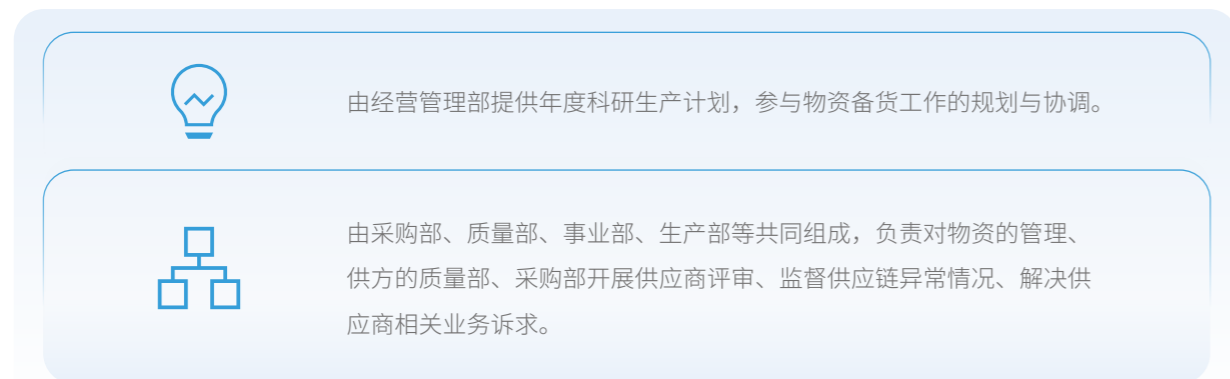 由经营管理部提供年度科研生产计划，参与物资备货工作的规划与协调。
由采购部、质量部、事业部、生产部等共同组成，负责对物资的管理、
供方的质量部、采购部开展供应商评审、监督供应链异常情况、解决供
应商相关业务诉求。